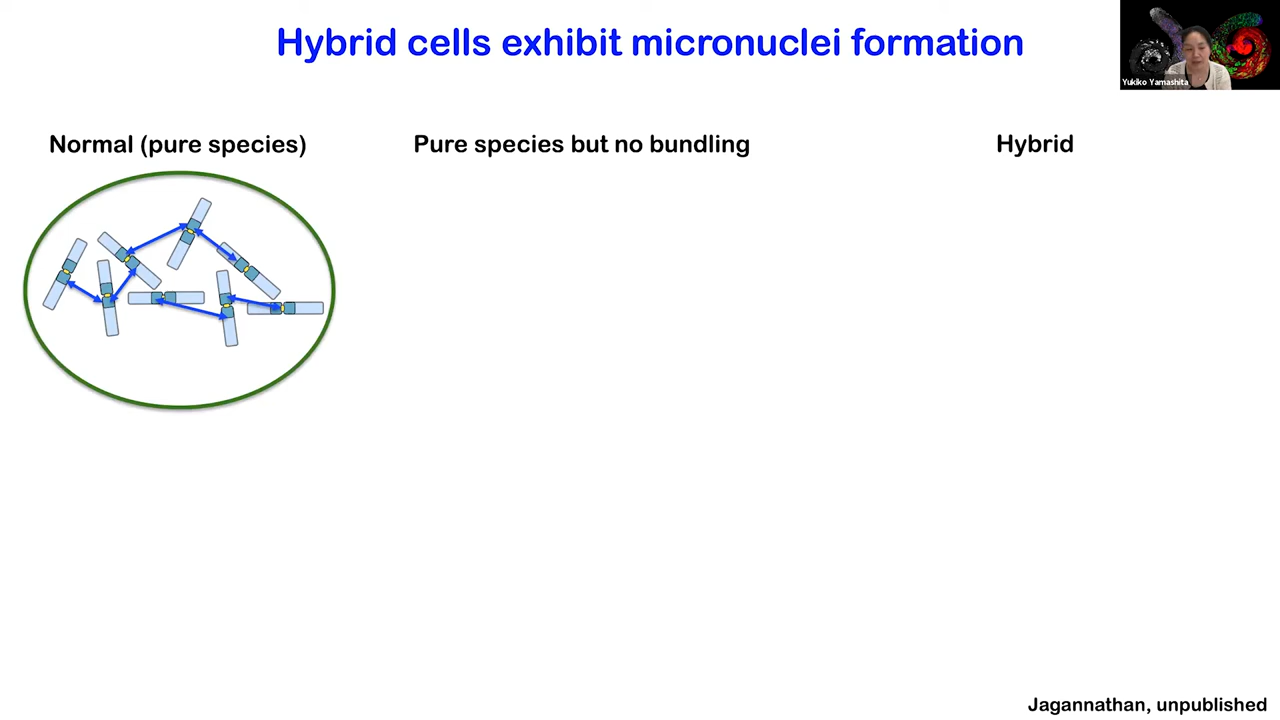 Hybrid cells exhibit micronuclei formation
Yukiko Yamashita
Normal (pure species)
Pure species but no bundling
Hybrid
Jagannathan, unpublished